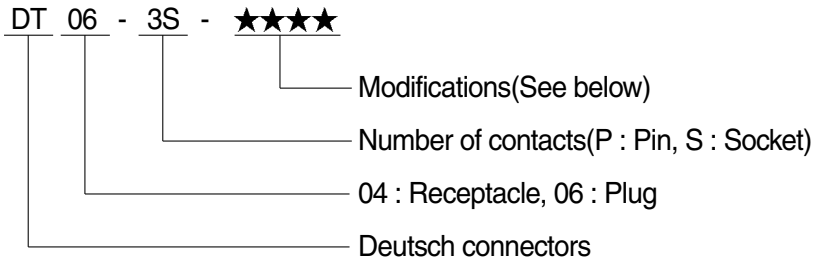 DT 06 - 3S - ★★★★
Modifications(See below)
Number of contacts(P : Pin, S : Socket)
04 : Receptacle, 06 : Plug
Deutsch connectors